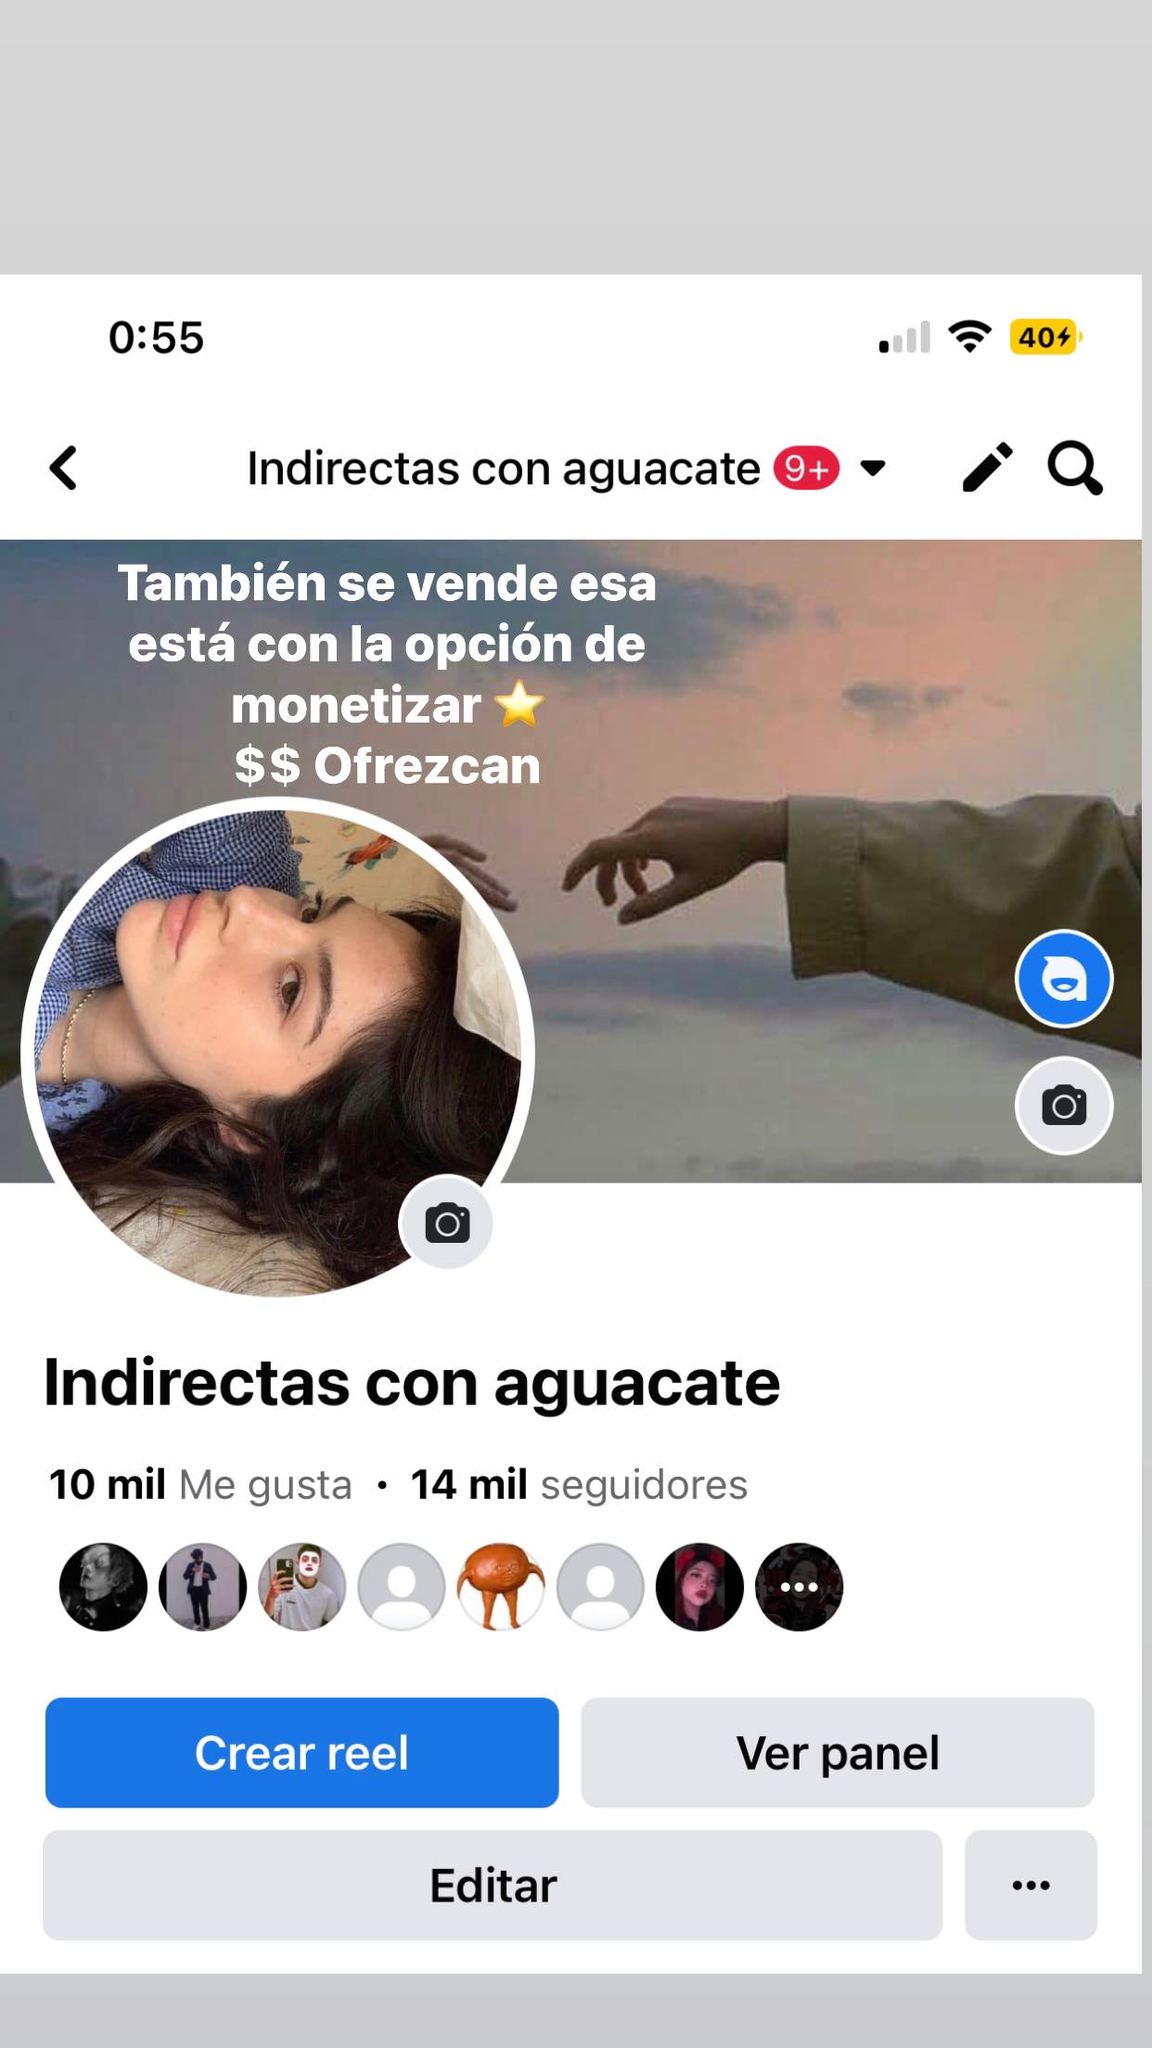 0:55
40
Indirectas con aguacate 9+
También se vende esa
está con la opción de
monetizar ⭐
$$ Ofrezcan
Indirectas con aguacate
10 mil Me gusta · 14 mil seguidores
Crear reel
Ver panel
Editar